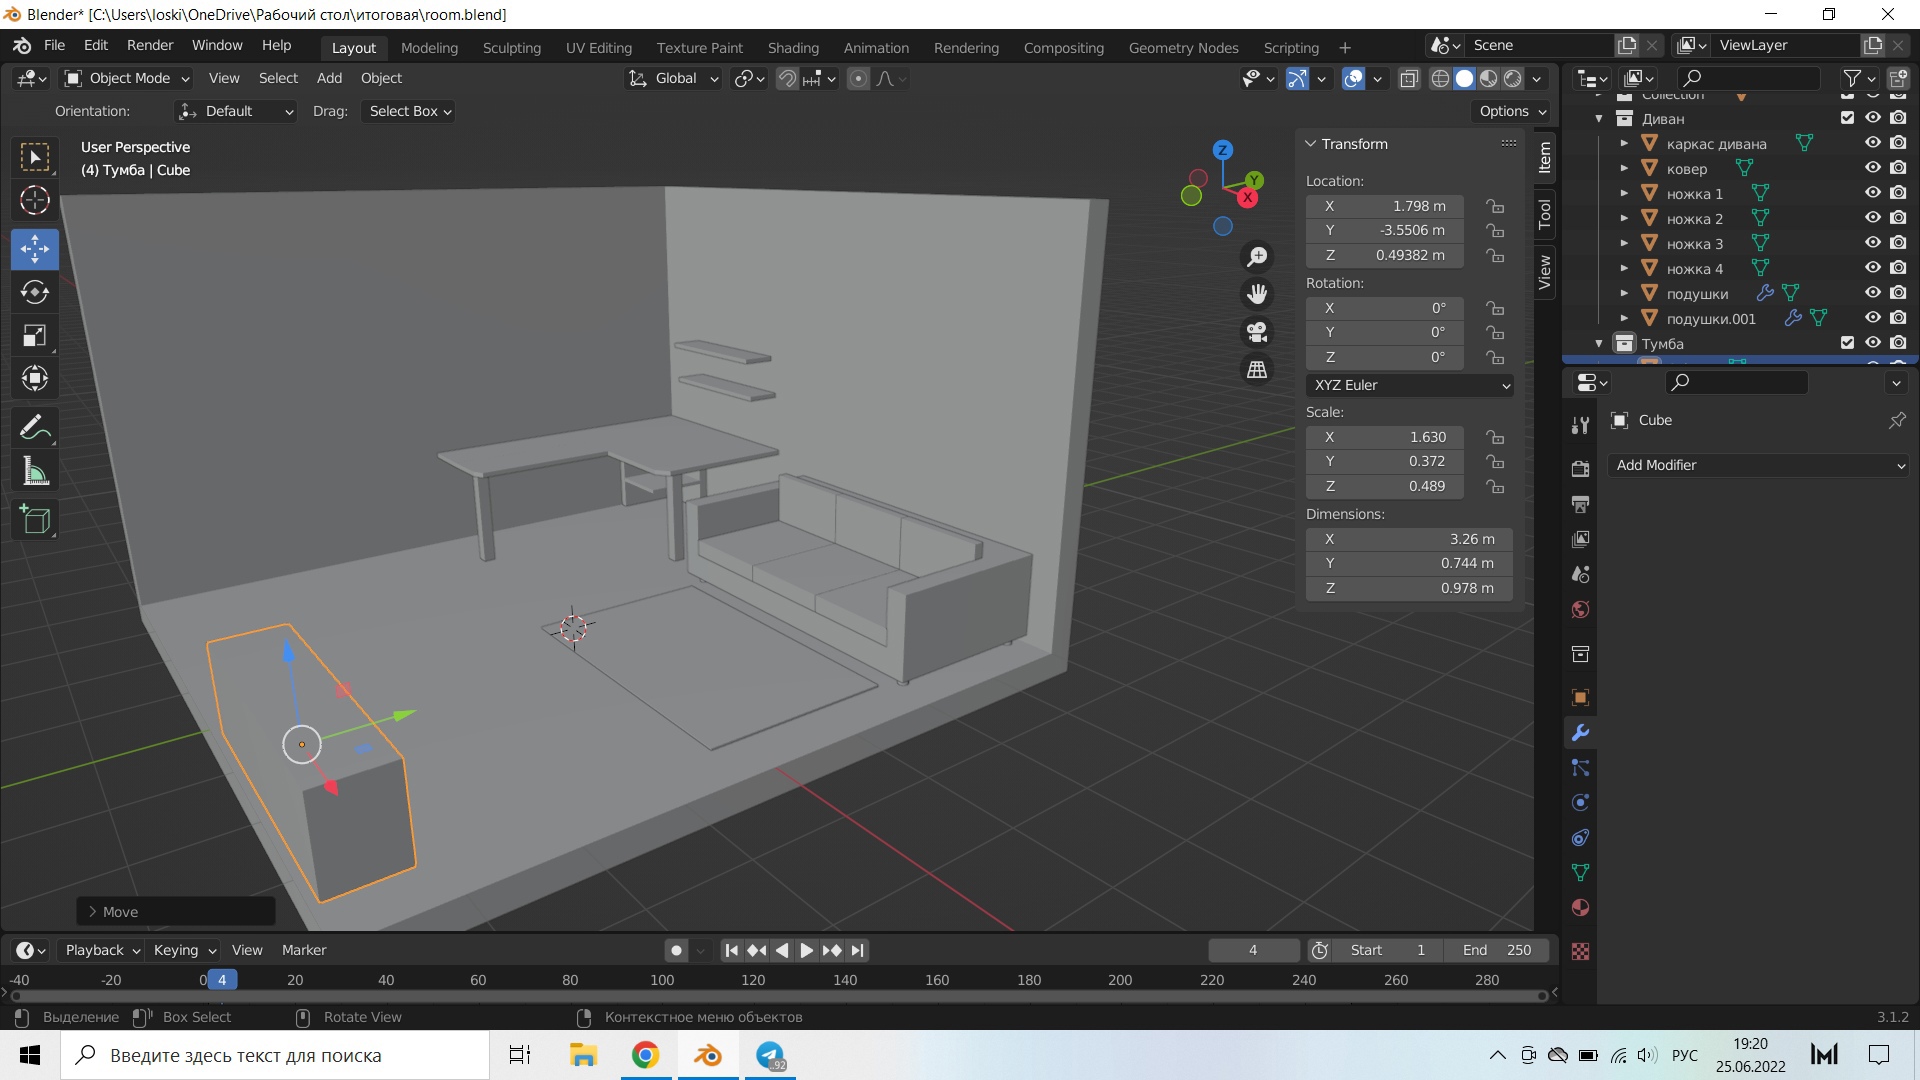 Blender* [C:\Users\loski\OneDrive\Рабочий стол\итоговая\room.blend]
File Edit Render Window Help
Layout Modeling Sculpting UV Editing Texture Paint Shading Animation Rendering Compositing Geometry Nodes Scripting +
Scene
ViewLayer
Object Mode View Select Add Object
Global
Orientation: Default Drag: Select Box
Options
User Perspective
(4) Тумба | Cube
Z
Y
X
Transform
Location:
X 1.798 m
Y -3.5506 m
Z 0.49382 m
Rotation:
X 0°
Y 0°
Z 0°
XYZ Euler
Scale:
X 1.630
Y 0.372
Z 0.489
Dimensions:
X 3.26 m
Y 0.744 m
Z 0.978 m
Item
Tool
View
Collection
Диван
каркас дивана
ковер
ножка 1
ножка 2
ножка 3
ножка 4
подушки
подушки.001
Тумба
Cube
Add Modifier
Move
Playback Keying View Marker
4
Start 1
End 250
-40 -20 0 4 20 40 60 80 100 120 140 160 180 200 220 240 260 280
Выделение Box Select Rotate View Контекстное меню объектов
3.1.2
Введите здесь текст для поиска
..92
РУС
19:20
25.06.2022